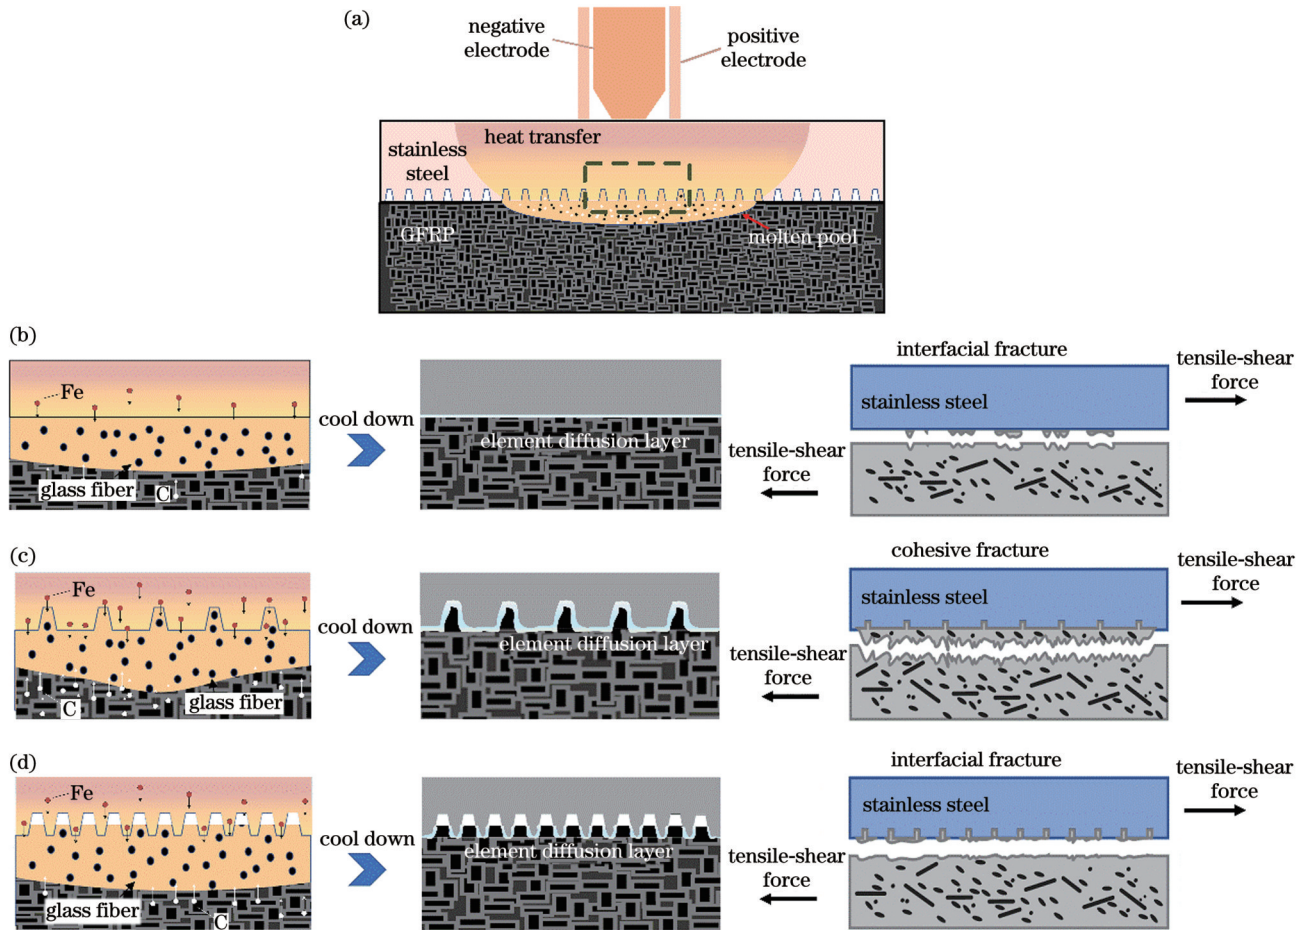 (a)
negative
electrode
positive
electrode
heat transfer
stainless
steel
GFRP
molten pool
(b)
Fe
glass fiber
C
cool down
element diffusion layer
interfacial fracture
stainless steel
tensile-shear
force
tensile-shear
force
(c)
Fe
glass fiber
C
cool down
element diffusion layer
cohesive fracture
stainless steel
tensile-shear
force
tensile-shear
force
(d)
Fe
glass fiber
C
cool down
element diffusion layer
interfacial fracture
stainless steel
tensile-shear
force
tensile-shear
force